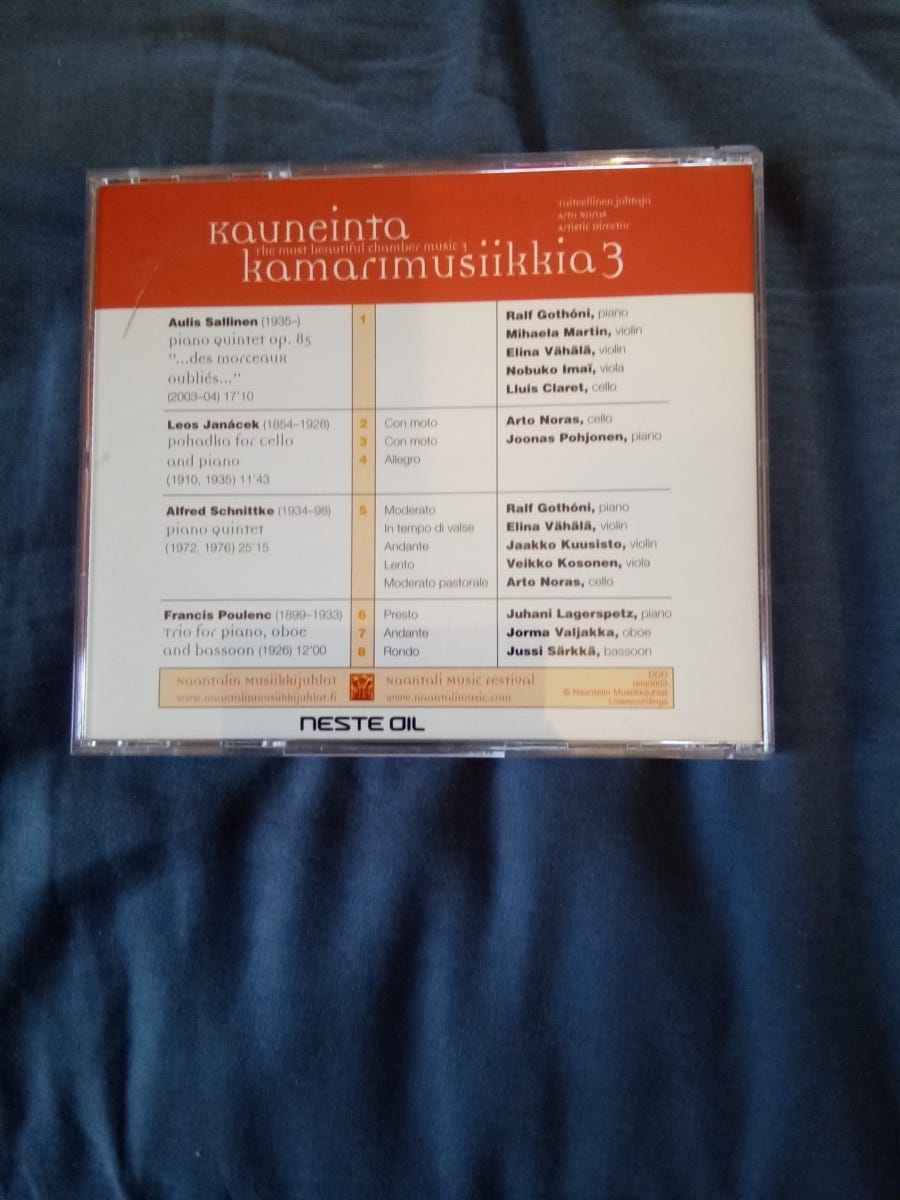 Kauneinta
The most beautiful chamber music 3
kamarimusiikkia 3
Taiteellinen johtaja
Arto Noras
Artistic Director
Aulis Sallinen (1935–)
piano quintet op. 85
"...des morceaux
oubliés..."
(2003–04) 17'10
1
Ralf Gothóni, piano
Mihaela Martin, violin
Elina Vähälä, violin
Nobuko Imaï, viola
Lluis Claret, cello
Leos Janácek (1854–1928)
pohadka for cello
and piano
(1910, 1935) 11'43
2 Con moto
3 Con moto
4 Allegro
Arto Noras, cello
Joonas Pohjonen, piano
Alfred Schnittke (1934–98)
piano quintet
(1972, 1976) 25'15
5 Moderato
In tempo di valse
Andante
Lento
Moderato pastorale
Ralf Gothóni, piano
Elina Vähälä, violin
Jaakko Kuusisto, violin
Veikko Kosonen, viola
Arto Noras, cello
Francis Poulenc (1899–1933)
Trio for piano, oboe
and bassoon (1926) 12'00
6 Presto
7 Andante
8 Rondo
Juhani Lagerspetz, piano
Jorma Valjakka, oboe
Jussi Särkkä, bassoon
Naantalin Musiikkijuhlat
www.naantalinmusiikkijuhlat.fi
Naantali Music Festival
www.naantalimusic.com
DDD
nmj0003
© Naantalin Musiikkijuhlat
Liverecordings
NESTE OIL